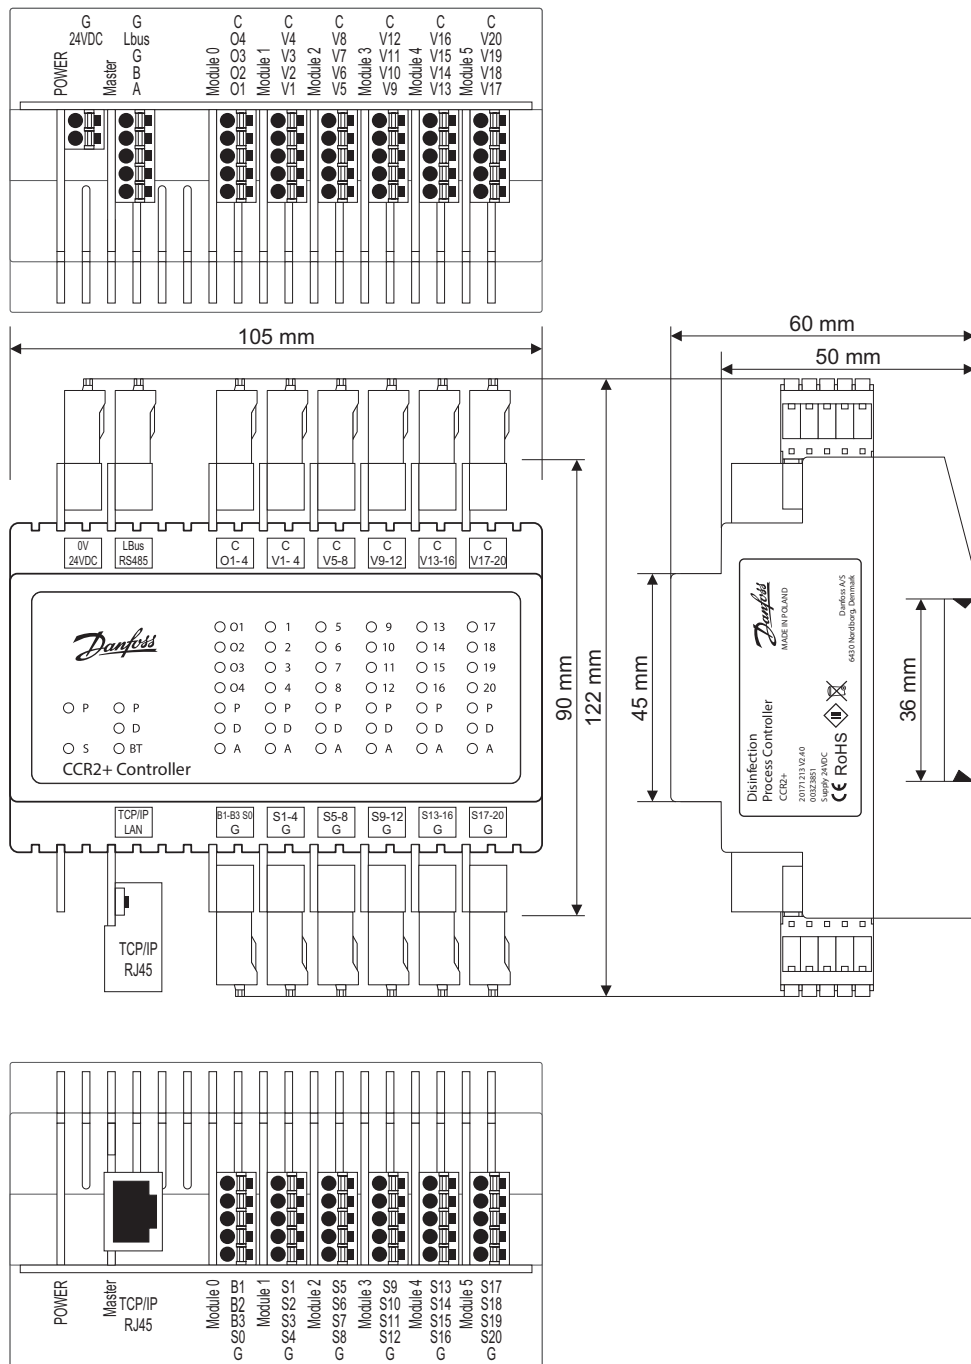 G
24VDC
POWER
G
Lbus
G
B
A
Master
C
O4
O3
O2
O1
Module 0
C
V4
V3
V2
V1
Module 1
C
V8
V7
V6
V5
Module 2
C
V12
V11
V10
V9
Module 3
C
V16
V15
V14
V13
Module 4
C
V20
V19
V18
V17
Module 5
105 mm
60 mm
50 mm
0V
24VDC
LBus
RS485
C
O1-4
C
V1-4
C
V5-8
C
V9-12
C
V13-16
C
V17-20
Danfoss
O1 1 5 9 13 17
O2 2 6 10 14 18
O3 3 7 11 15 19
O4 4 8 12 16 20
P P P P P P P P
D D D D D D D
S BT A A A A A A
CCR2+ Controller
TCP/IP
LAN
B1-B3 S0
G
S1-4
G
S5-8
G
S9-12
G
S13-16
G
S17-20
G
TCP/IP
RJ45
90 mm
122 mm
45 mm
36 mm
Danfoss
MADE IN POLAND
Danfoss A/S
6430 Nordborg, Denmark
Disinfection
Process Controller
CCR2+
20171213 V2.40
003Z3851
Supply 24VDC
CE RoHS III
POWER
Master
TCP/IP
RJ45
Module 0
B1
B2
B3
S0
G
Module 1
S1
S2
S3
S4
G
Module 2
S5
S6
S7
S8
G
Module 3
S9
S10
S11
S12
G
Module 4
S13
S14
S15
S16
G
Module 5
S17
S18
S19
S20
G